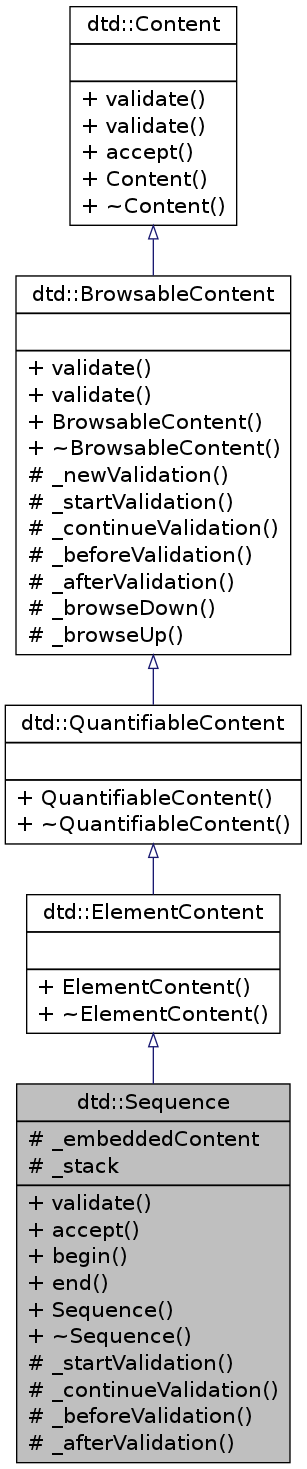 dtd::Content
+ validate()
+ validate()
+ accept()
+ Content()
+ ~Content()
dtd::BrowsableContent
+ validate()
+ validate()
+ BrowsableContent()
+ ~BrowsableContent()
# _newValidation()
# _startValidation()
# _continueValidation()
# _beforeValidation()
# _afterValidation()
# _browseDown()
# _browseUp()
dtd::QuantifiableContent
+ QuantifiableContent()
+ ~QuantifiableContent()
dtd::ElementContent
+ ElementContent()
+ ~ElementContent()
dtd::Sequence
# _embeddedContent
# _stack
+ validate()
+ accept()
+ begin()
+ end()
+ Sequence()
+ ~Sequence()
# _startValidation()
# _continueValidation()
# _beforeValidation()
# _afterValidation()